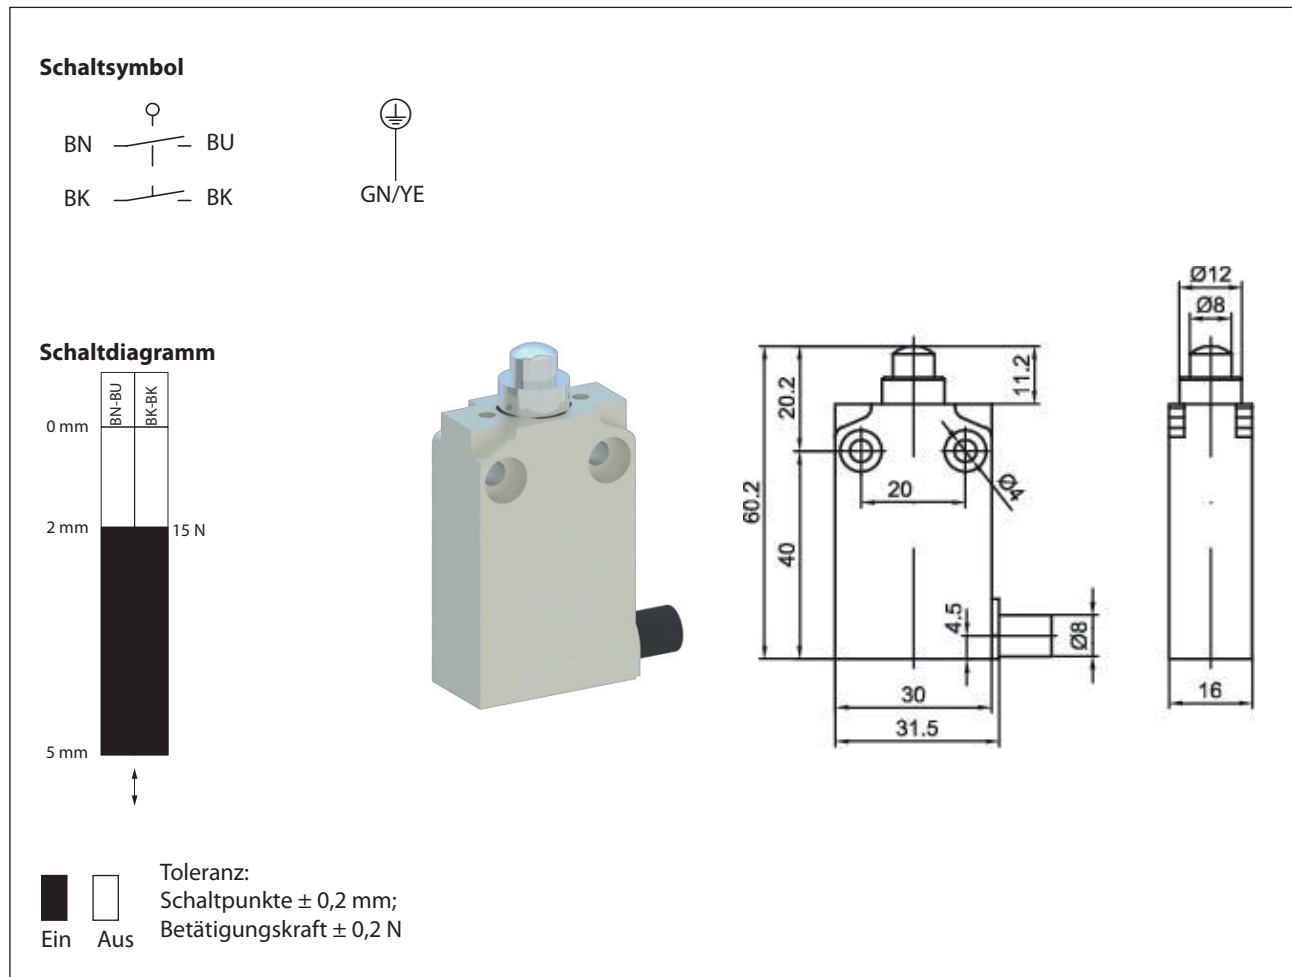 Schaltsymbol
BN BU
BK BK
GN/YE
Schaltdiagramm
BN-BU
BK-BK
0 mm
2 mm
15 N
5 mm
Ein Aus
Toleranz:
Schaltpunkte ± 0,2 mm;
Betätigungskraft ± 0,2 N
60.2
20.2
40
11.2
20
Ø4
4.5
Ø8
30
31.5
Ø12
Ø8
16